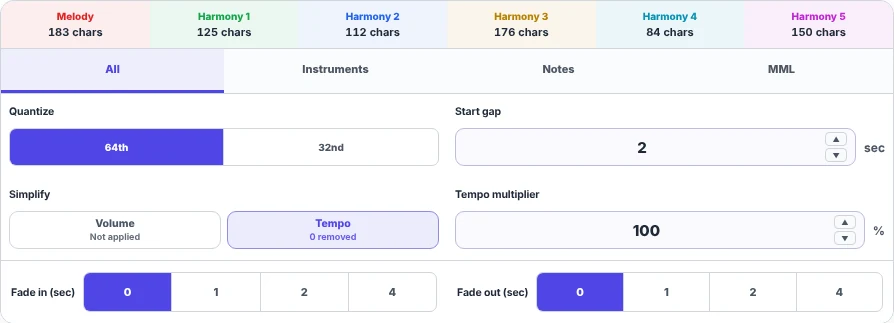 Melody Harmony 1 Harmony 2 Harmony 3 Harmony 4 Harmony 5
183 chars 125 chars 112 chars 176 chars 84 chars 150 chars
All Instruments Notes MML
Quantize Start gap
64th 32nd 2 sec
Simplify Tempo multiplier
Volume Tempo
Not applied 0 removed
100 %
Fade in (sec) 0 1 2 4 Fade out (sec) 0 1 2 4